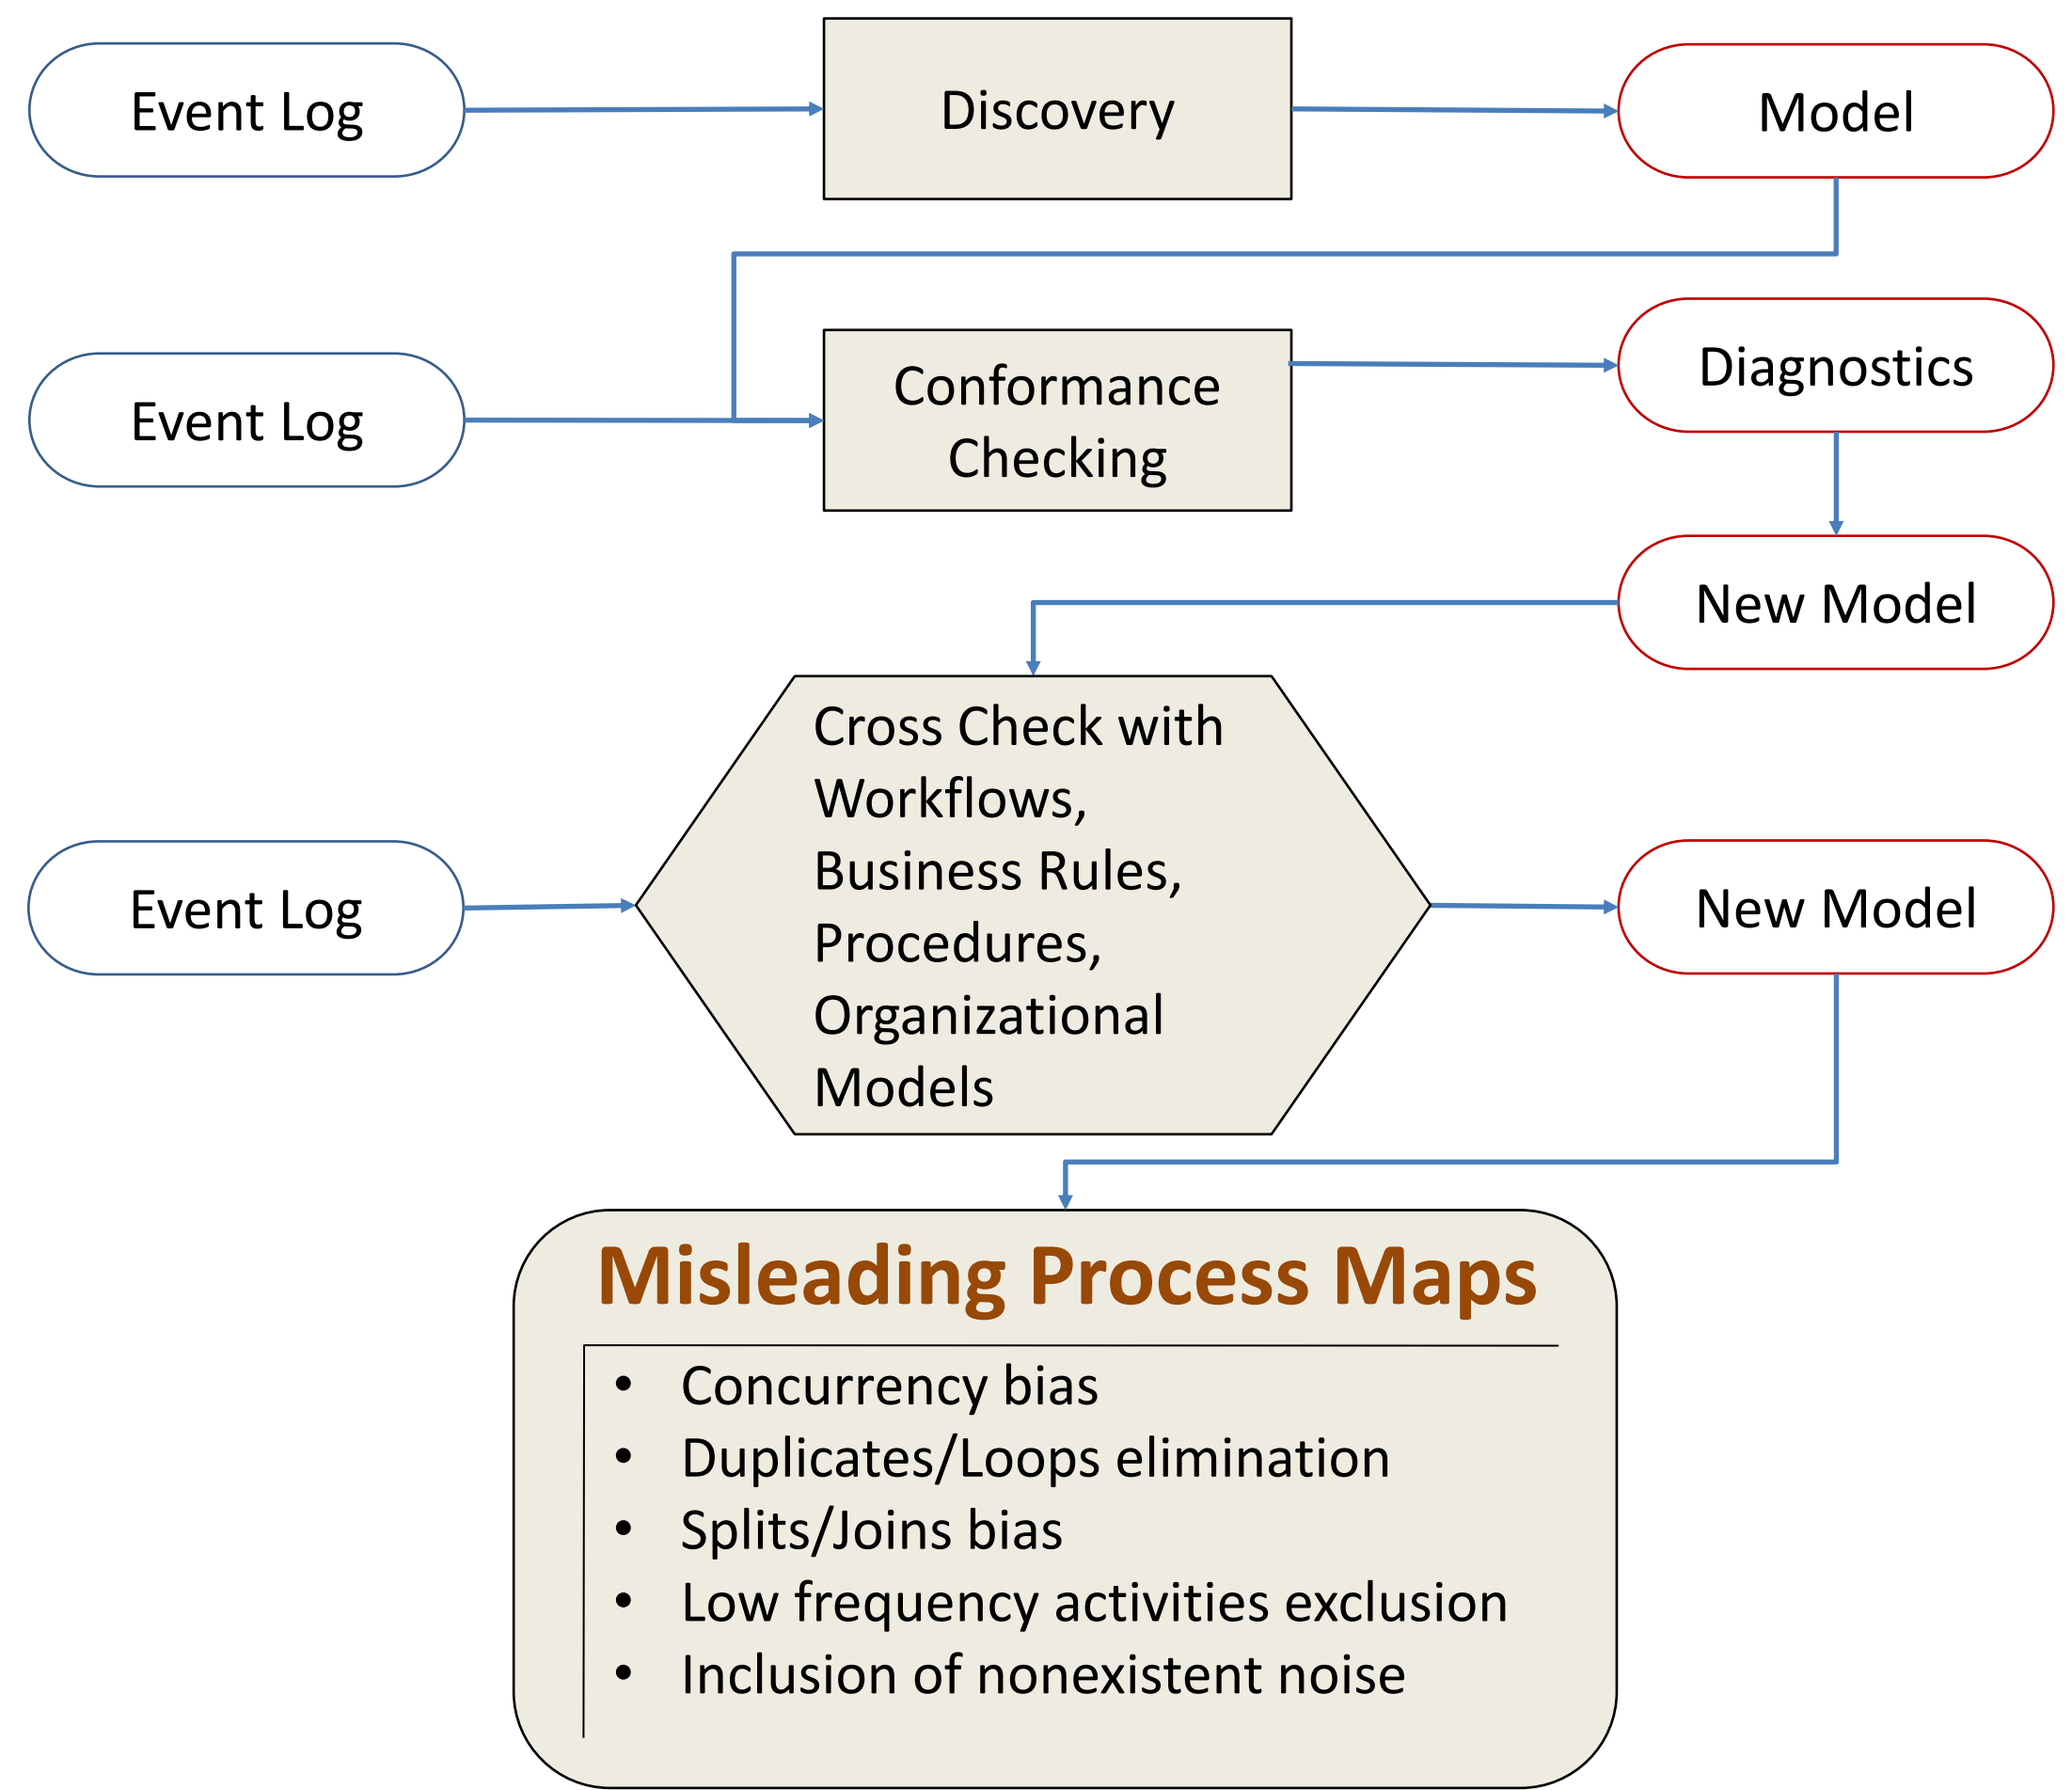 Event Log
Discovery
Model
Event Log
Conformance
Checking
Diagnostics
New Model
Cross Check with
Workflows,
Business Rules,
Procedures,
Organizational
Models
Event Log
New Model
Misleading Process Maps
• Concurrency bias
• Duplicates/Loops elimination
• Splits/Joins bias
• Low frequency activities exclusion
• Inclusion of nonexistent noise